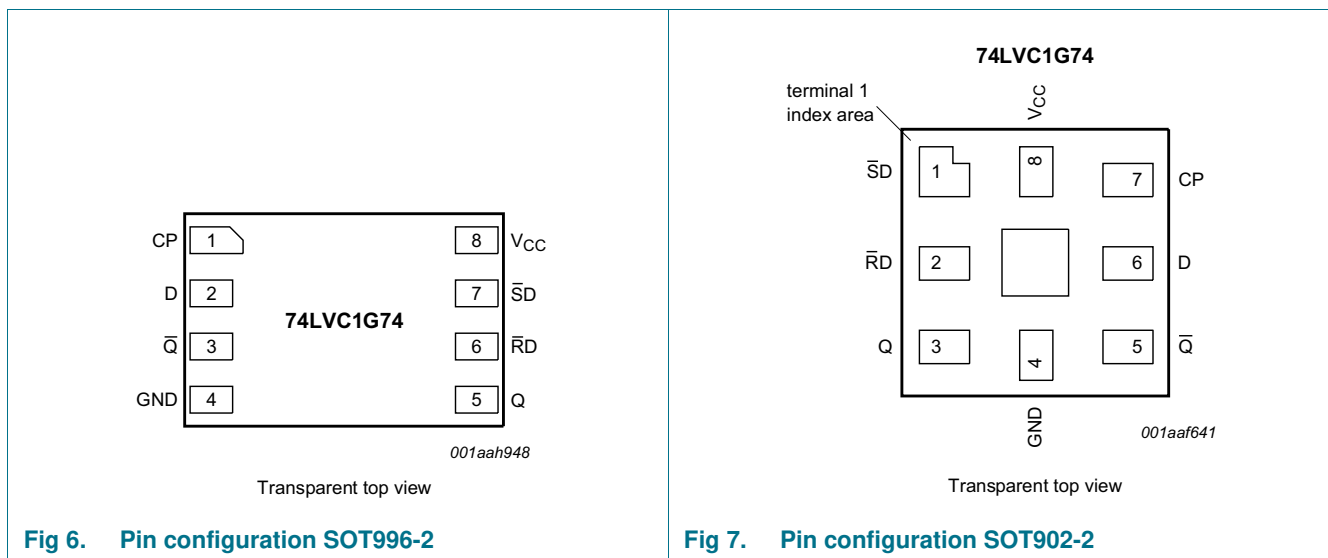 CP 1 8 VCC
D 2 7 S̅D
74LVC1G74
Q̅ 3 6 R̅D
GND 4 5 Q
001aah948
Transparent top view
Fig 6. Pin configuration SOT996-2
74LVC1G74
terminal 1
index area
VCC
S̅D 1 8 7 CP
R̅D 2 6 D
Q 3 4 5 Q̅
GND
001aaf641
Transparent top view
Fig 7. Pin configuration SOT902-2